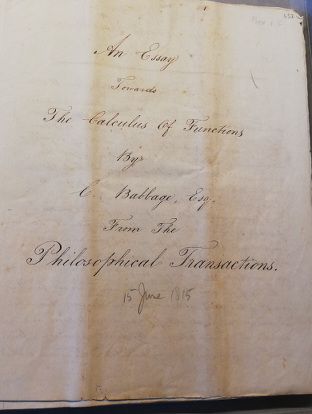 An Essay
Towards
The Calculus Of Functions
By
C. Babbage, Esq.
From The
Philosophical Transactions.
15 June 1815